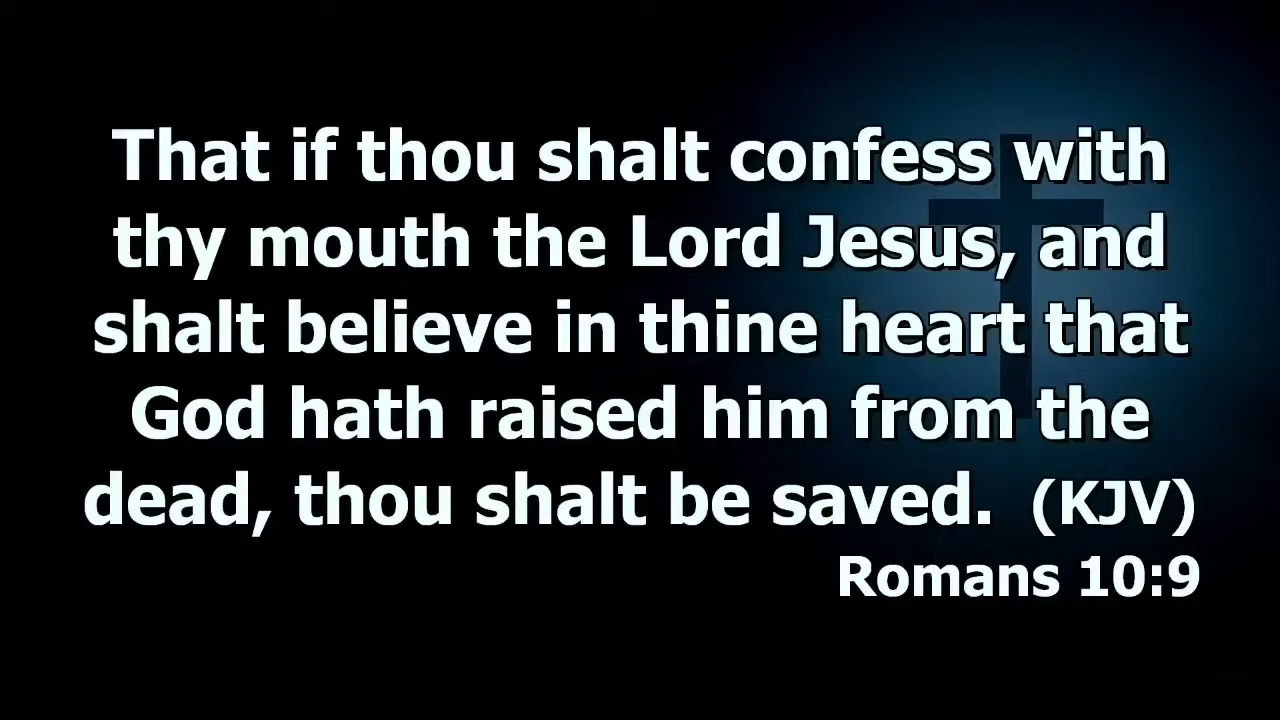 That if thou shalt confess with
thy mouth the Lord Jesus, and
shalt believe in thine heart that
God hath raised him from the
dead, thou shalt be saved.  (KJV)
Romans 10:9